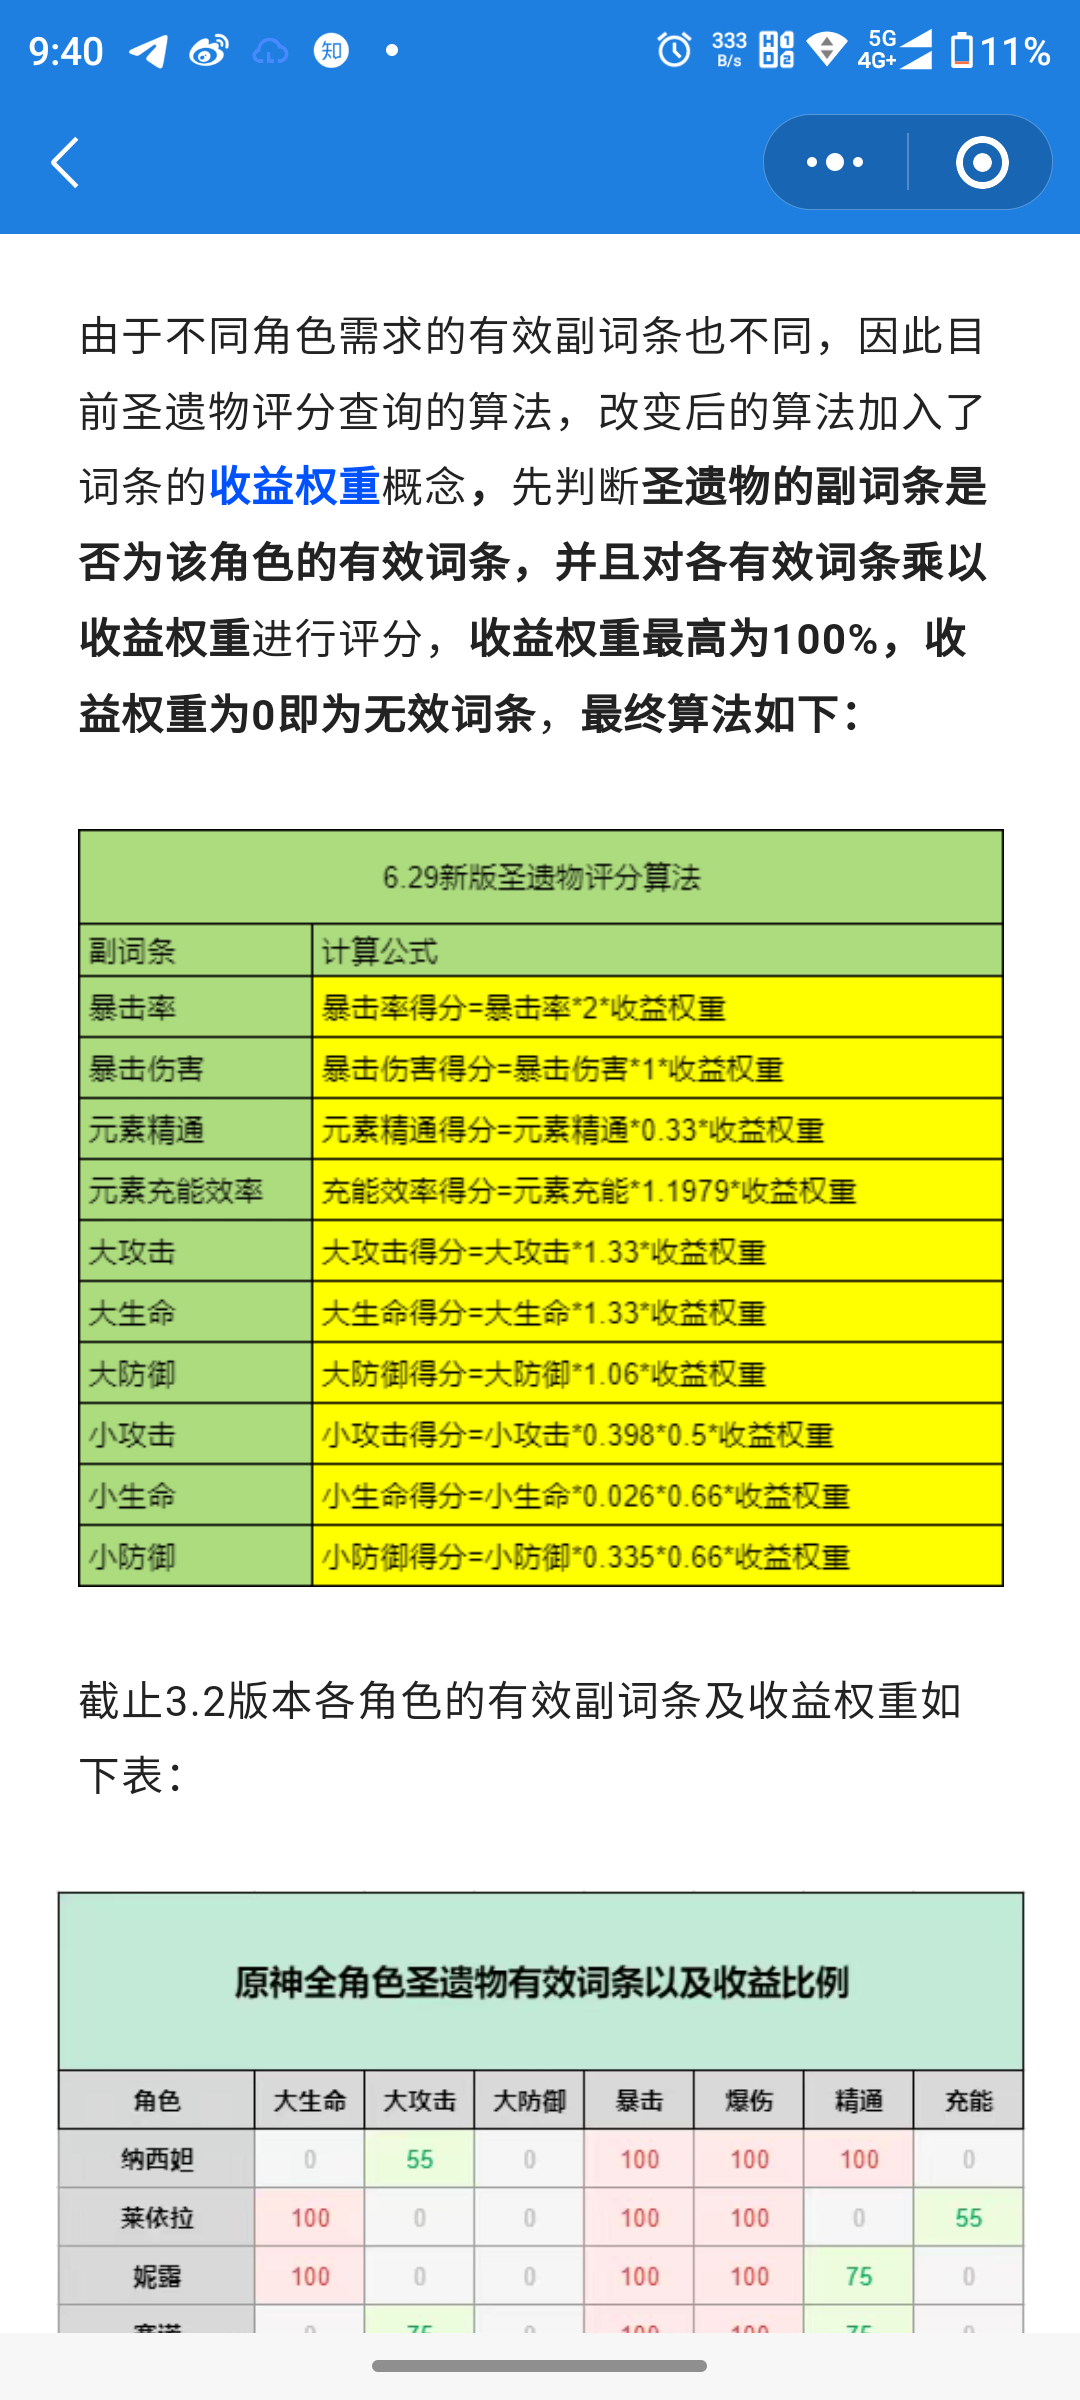 9:40 知 333 B/s HD 1 2 5G 4G+ 11%
由于不同角色需求的有效副词条也不同，因此目
前圣遗物评分查询的算法，改变后的算法加入了
词条的收益权重概念，先判断圣遗物的副词条是
否为该角色的有效词条，并且对各有效词条乘以
收益权重进行评分，收益权重最高为100%，收
益权重为0即为无效词条，最终算法如下：
6.29新版圣遗物评分算法
副词条 计算公式
暴击率 暴击率得分=暴击率*2*收益权重
暴击伤害 暴击伤害得分=暴击伤害*1*收益权重
元素精通 元素精通得分=元素精通*0.33*收益权重
元素充能效率 充能效率得分=元素充能*1.1979*收益权重
大攻击 大攻击得分=大攻击*1.33*收益权重
大生命 大生命得分=大生命*1.33*收益权重
大防御 大防御得分=大防御*1.06*收益权重
小攻击 小攻击得分=小攻击*0.398*0.5*收益权重
小生命 小生命得分=小生命*0.026*0.66*收益权重
小防御 小防御得分=小防御*0.335*0.66*收益权重
截止3.2版本各角色的有效副词条及收益权重如
下表：
原神全角色圣遗物有效词条以及收益比例
角色 大生命 大攻击 大防御 暴击 爆伤 精通 充能
纳西妲 0 55 0 100 100 100 0
莱依拉 100 0 0 100 100 0 55
妮露 100 0 0 100 100 75 0